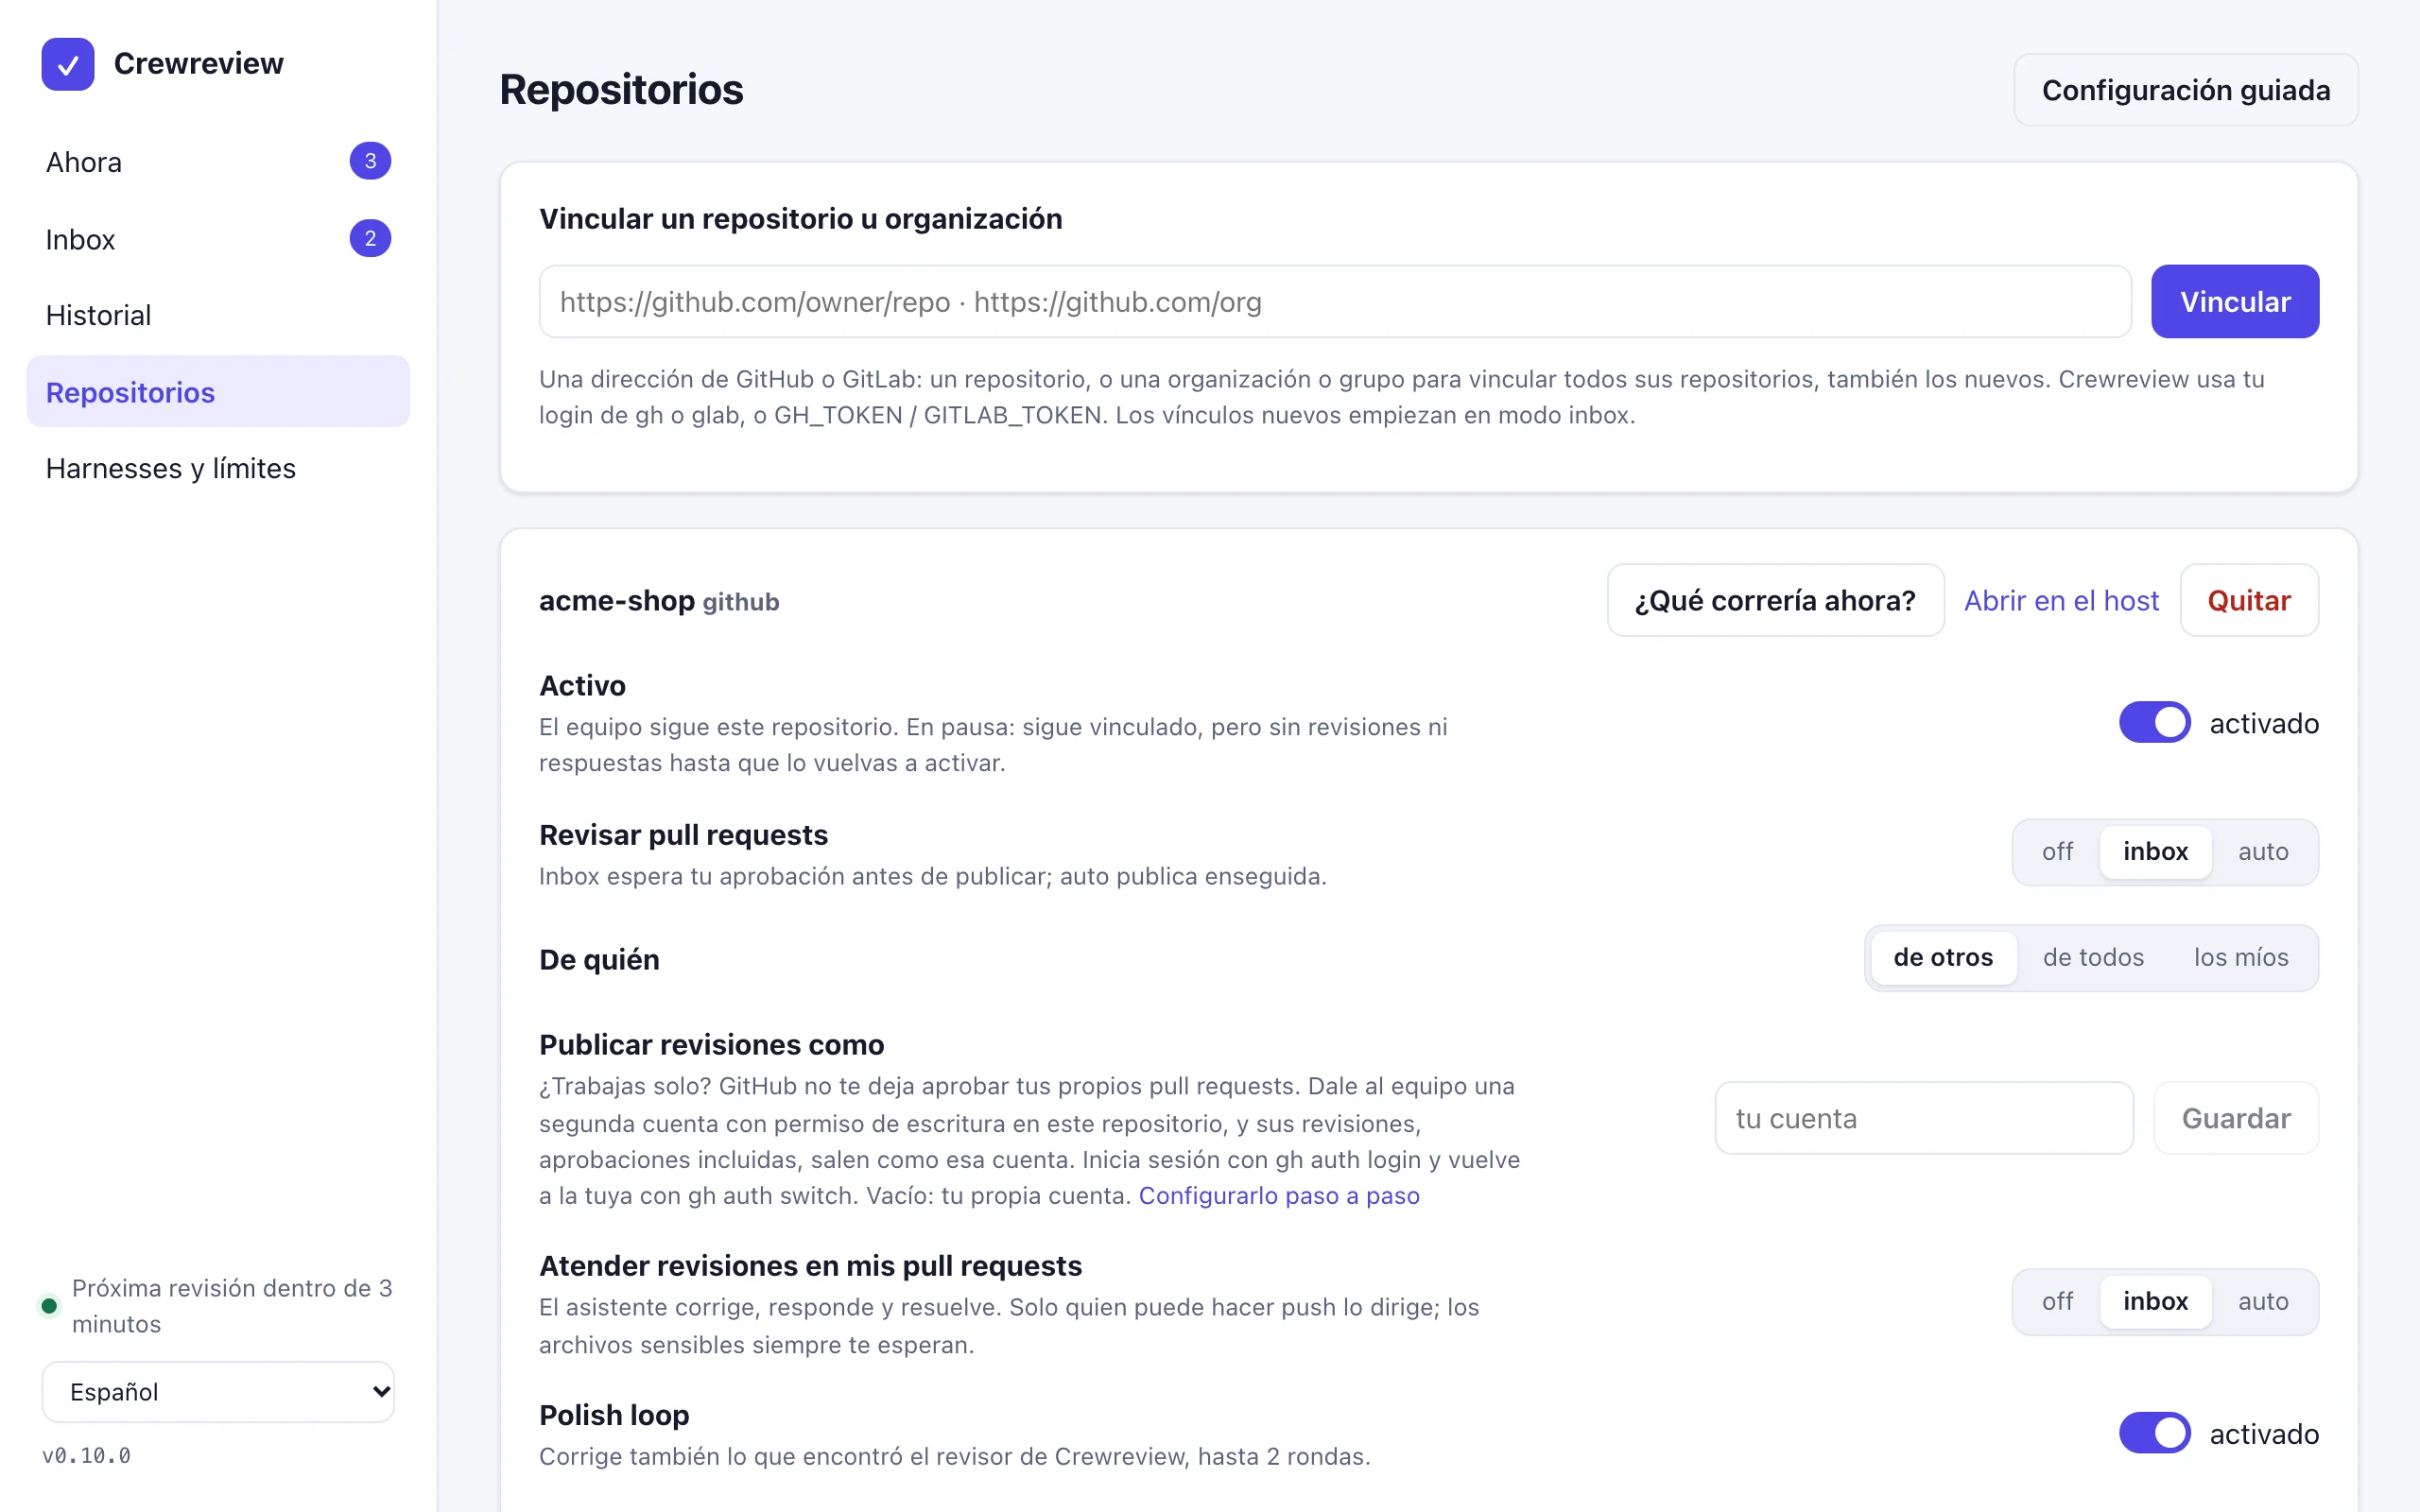 Crewreview
Ahora 3
Inbox 2
Historial
Repositorios
Harnesses y límites
Próxima revisión dentro de 3
minutos
Español
v0.10.0
Repositorios
Configuración guiada
Vincular un repositorio u organización
https://github.com/owner/repo · https://github.com/org
Vincular
Una dirección de GitHub o GitLab: un repositorio, o una organización o grupo para vincular todos sus repositorios, también los nuevos. Crewreview usa tu
login de gh o glab, o GH_TOKEN / GITLAB_TOKEN. Los vínculos nuevos empiezan en modo inbox.
acme-shop github
¿Qué correría ahora?
Abrir en el host
Quitar
Activo
El equipo sigue este repositorio. En pausa: sigue vinculado, pero sin revisiones ni
respuestas hasta que lo vuelvas a activar.
activado
Revisar pull requests
Inbox espera tu aprobación antes de publicar; auto publica enseguida.
off inbox auto
De quién
de otros de todos los míos
Publicar revisiones como
¿Trabajas solo? GitHub no te deja aprobar tus propios pull requests. Dale al equipo una
segunda cuenta con permiso de escritura en este repositorio, y sus revisiones,
aprobaciones incluidas, salen como esa cuenta. Inicia sesión con gh auth login y vuelve
a la tuya con gh auth switch. Vacío: tu propia cuenta. Configurarlo paso a paso
tu cuenta
Guardar
Atender revisiones en mis pull requests
El asistente corrige, responde y resuelve. Solo quien puede hacer push lo dirige; los
archivos sensibles siempre te esperan.
off inbox auto
Polish loop
Corrige también lo que encontró el revisor de Crewreview, hasta 2 rondas.
activado